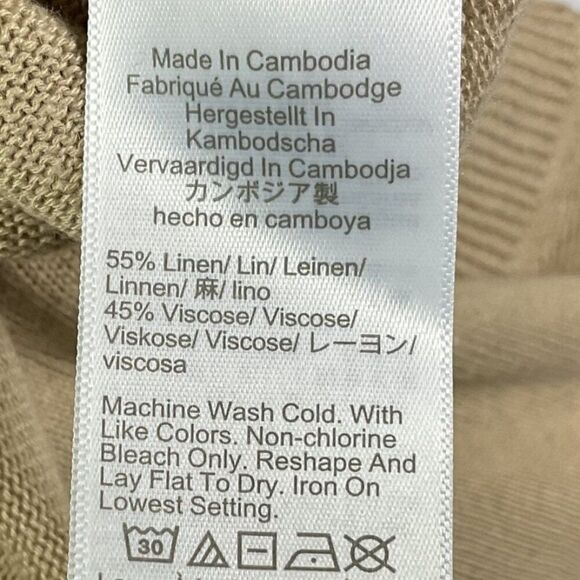 Made In Cambodia
Fabriqué Au Cambodge
Hergestellt In
Kambodscha
Vervaardigd In Cambodja
カンボジア製
hecho en camboya
55% Linen/ Lin/ Leinen/
Linnen/ 麻/ lino
45% Viscose/ Viscose/
Viskose/ Viscose/ レーヨン/
viscosa
Machine Wash Cold. With
Like Colors. Non-chlorine
Bleach Only. Reshape And
Lay Flat To Dry. Iron On
Lowest Setting.
30